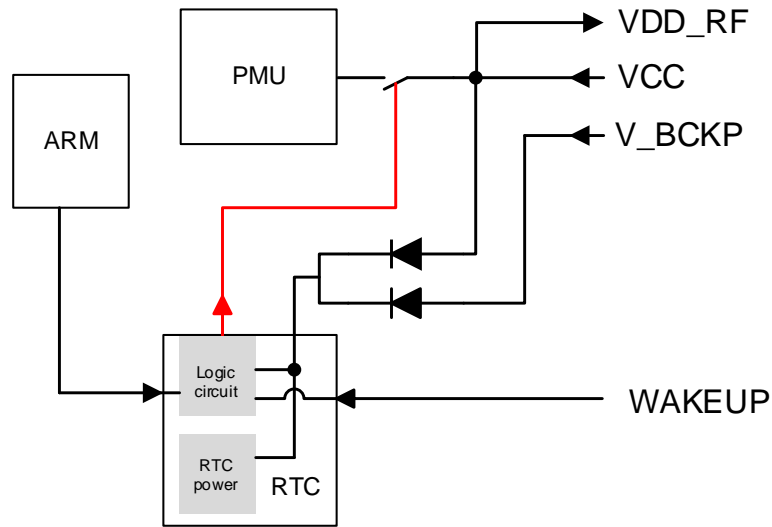 VDD_RF
PMU
VCC
ARM
V_BCKP
Logic
circuit
WAKEUP
RTC
power
RTC